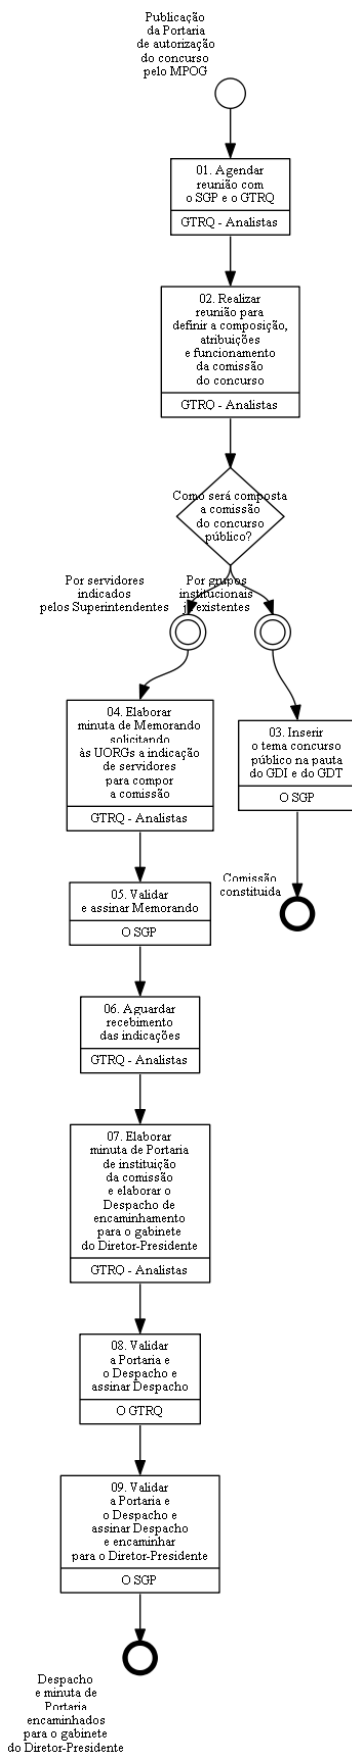 Publicação
da Portaria
de autorização
do concurso
pelo MPOG
01. Agendar
reunião com
o SGP e o GTRQ
GTRQ - Analistas
02. Realizar
reunião para
definir a composição,
atribuições
e funcionamento
da comissão
do concurso
GTRQ - Analistas
Como será composta
a comissão
do concurso
público?
Por servidores
indicados
pelos Superintendentes
Por grupos
institucionais
já existentes
04. Elaborar
minuta de Memorando
solicitando
às UORGs a indicação
de servidores
para compor
a comissão
GTRQ - Analistas
03. Inserir
o tema concurso
público na pauta
do GDI e do GDT
O SGP
Comissão
constituida
05. Validar
e assinar Memorando
O SGP
06. Aguardar
recebimento
das indicações
GTRQ - Analistas
07. Elaborar
minuta de Portaria
de instituição
da comissão
e elaborar o
Despacho de
encaminhamento
para o gabinete
do Diretor-Presidente
GTRQ - Analistas
08. Validar
a Portaria e
o Despacho e
assinar Despacho
O GTRQ
09. Validar
a Portaria e
o Despacho e
assinar Despacho
e encaminhar
para o Diretor-Presidente
O SGP
Despacho
e minuta de
Portaria
encaminhados
para o gabinete
do Diretor-Presidente